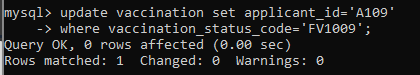 mysql> update vaccination set applicant_id='A109'
    -> where vaccination_status_code='FV1009';
Query OK, 0 rows affected (0.00 sec)
Rows matched: 1  Changed: 0  Warnings: 0